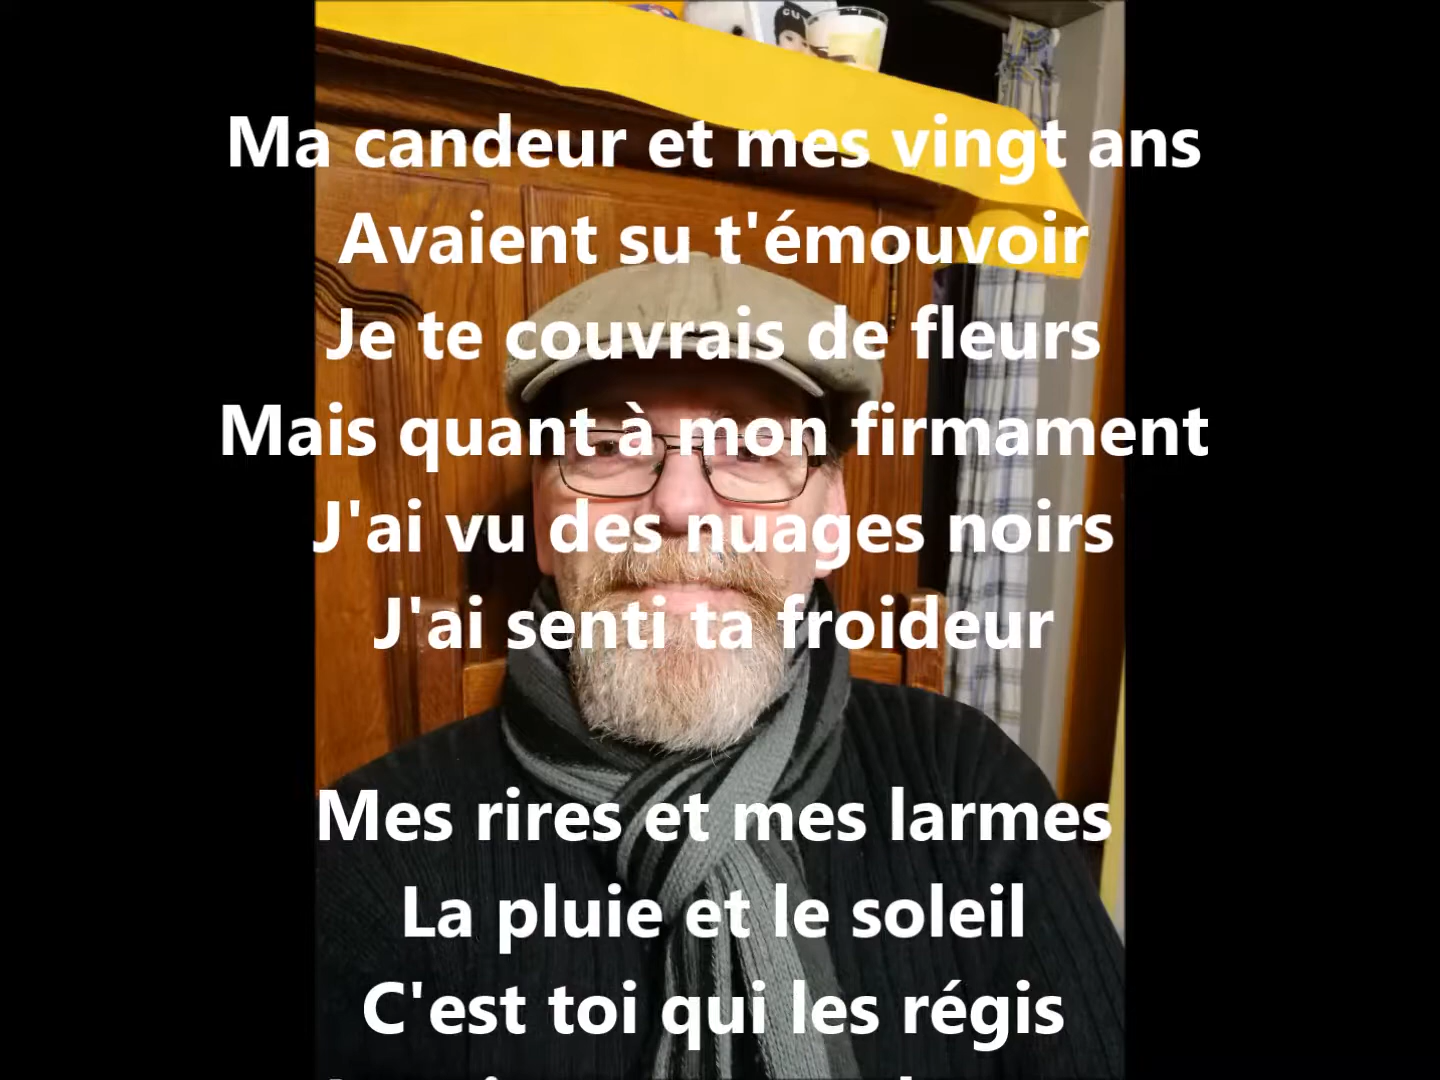 Ma candeur et mes vingt ans
Avaient su t'émouvoir
Je te couvrais de fleurs
Mais quant à mon firmament
J'ai vu des nuages noirs
J'ai senti ta froideur
Mes rires et mes larmes
La pluie et le soleil
C'est toi qui les régis